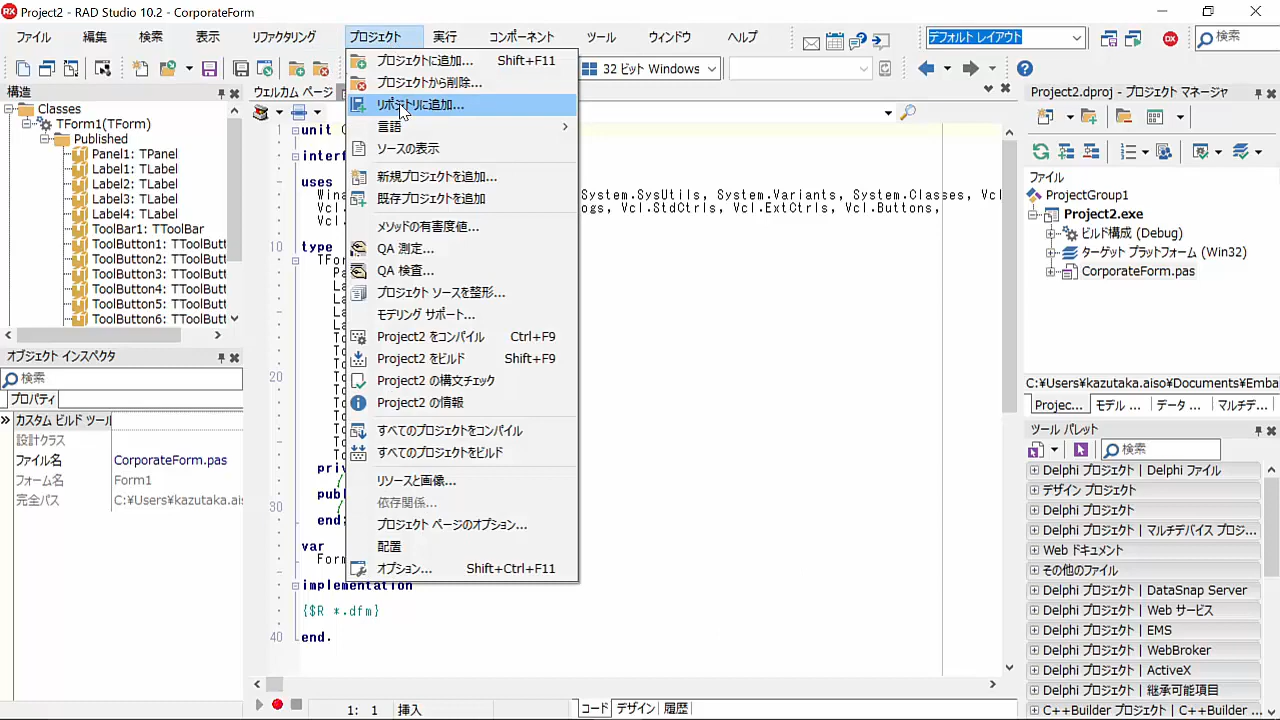 Project2 - RAD Studio 10.2 - CorporateForm
ファイル 編集 検索 表示 リファクタリング プロジェクト 実行 コンポーネント ツール ウィンドウ ヘルプ デフォルト レイアウト 検索
32 ビット Windows
構造
Classes
TForm1(TForm)
Published
Panel1: TPanel
Label1: TLabel
Label2: TLabel
Label3: TLabel
Label4: TLabel
ToolBar1: TToolBar
ToolButton1: TToolButt
ToolButton2: TToolButt
ToolButton3: TToolButt
ToolButton4: TToolButt
ToolButton5: TToolButt
ToolButton6: TToolButt
オブジェクト インスペクタ
検索
プロパティ
カスタム ビルド ツール
設計クラス
ファイル名 CorporateForm.pas
フォーム名 Form1
完全パス C:¥Users¥kazutaka.ais
ウェルカム ページ
プロジェクトに追加... Shift+F11
プロジェクトから削除...
リポジトリに追加...
言語
ソースの表示
新規プロジェクトを追加...
既存プロジェクトを追加
メソッドの有害度値...
QA 測定...
QA 検査...
プロジェクト ソースを整形...
モデリング サポート...
Project2 をコンパイル Ctrl+F9
Project2 をビルド Shift+F9
Project2 の構文チェック
Project2 の情報
すべてのプロジェクトをコンパイル
すべてのプロジェクトをビルド
リソースと画像...
依存関係...
プロジェクト ページのオプション...
配置
オプション... Shift+Ctrl+F11
1 unit
interf
uses
Wina System.SysUtils, System.Variants, System.Classes, Vcl
Vcl. ogs, Vcl.StdCtrls, Vcl.ExtCtrls, Vcl.Buttons,
10 type
TFor
Pa
La
La
La
La
To
To
20 To
To
To
To
To
To
To
priv
/
publ
30 /
end;
var
Form
implementation
{$R *.dfm}
40 end.
1: 1 挿入 コード デザイン 履歴
Project2.dproj - プロジェクト マネージャ
ファイル
ProjectGroup1
Project2.exe
ビルド構成 (Debug)
ターゲット プラットフォーム (Win32)
CorporateForm.pas
C:¥Users¥kazutaka.aiso¥Documents¥Emba
Projec... モデル ... データ ... マルチデ...
ツール パレット
検索
Delphi プロジェクト | Delphi ファイル
デザイン プロジェクト
Delphi プロジェクト
Delphi プロジェクト | マルチデバイス プロジ...
Web ドキュメント
その他のファイル
Delphi プロジェクト | DataSnap Server
Delphi プロジェクト | Web サービス
Delphi プロジェクト | EMS
Delphi プロジェクト | WebBroker
Delphi プロジェクト | ActiveX
Delphi プロジェクト | 継承可能項目
C++Builder プロジェクト | C++Builder ...